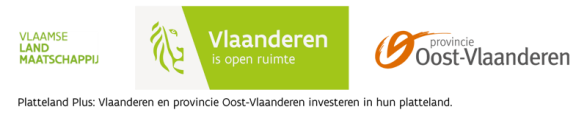 VLAAMSE
LAND
MAATSCHAPPIJ
Vlaanderen
is open ruimte
provincie
Oost-Vlaanderen
Platteland Plus: Vlaanderen en provincie Oost-Vlaanderen investeren in hun platteland.